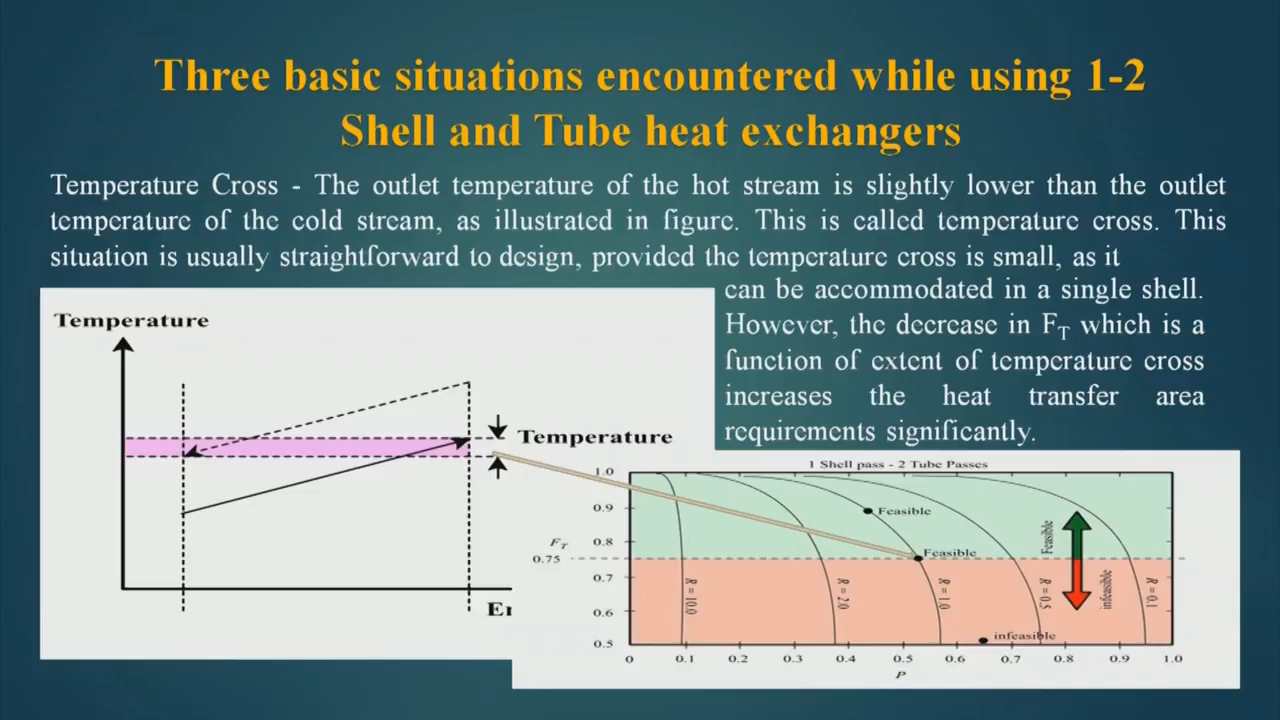 Three basic situations encountered while using 1-2
Shell and Tube heat exchangers
Temperature Cross - The outlet temperature of the hot stream is slightly lower than the outlet
temperature of the cold stream, as illustrated in figure. This is called temperature cross. This
situation is usually straightforward to design, provided the temperature cross is small, as it
can be accommodated in a single shell.
However, the decrease in FT which is a
function of extent of temperature cross
increases the heat transfer area
requirements significantly.
Temperature
Temperature
En
1 Shell pass - 2 Tube Passes
1.0
0.9
0.8
FT
0.75
0.7
0.6
0.5
Feasible
Feasible
infeasible
Feasible
infeasible
R = 10.0
R = 2.0
R = 1.0
R = 0.5
R = 0.1
0 0.1 0.2 0.3 0.4 0.5 0.6 0.7 0.8 0.9 1.0
P